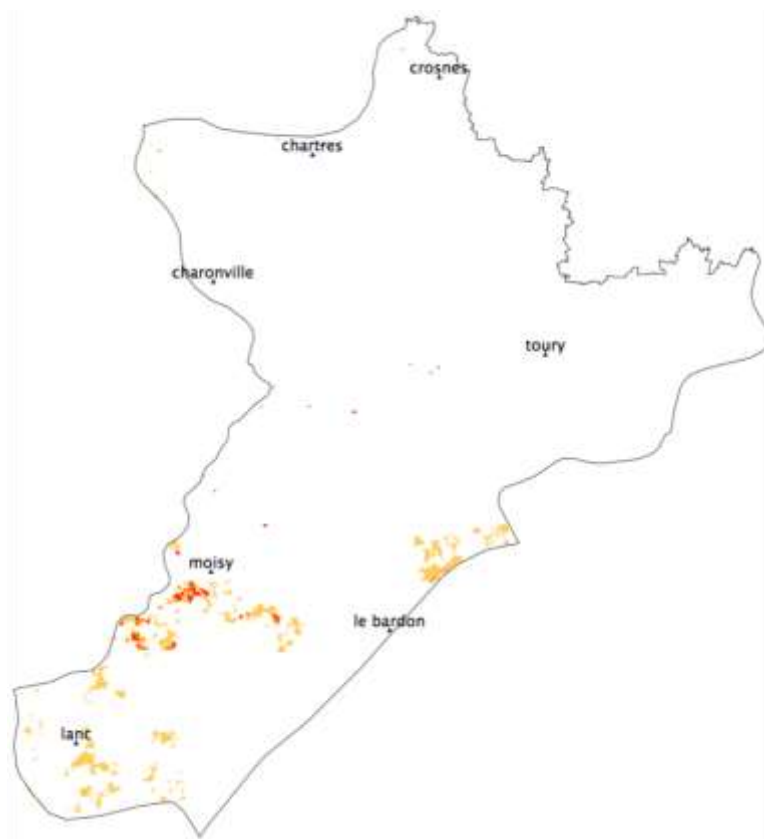 crosnes
chartres
charonville
toury
moisy
le bardon
lanc